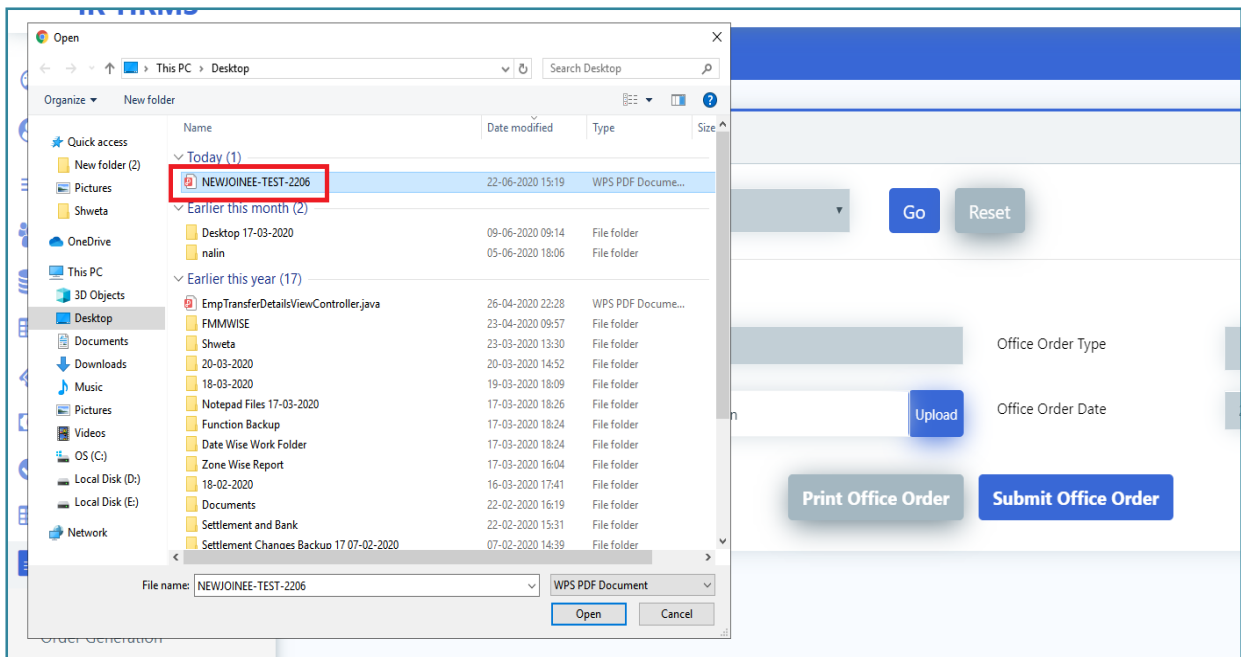 IR-HRMS
Open
This PC > Desktop
Search Desktop
Organize
New folder
Name Date modified Type Size
Quick access
New folder (2)
Pictures
Shweta
OneDrive
This PC
3D Objects
Desktop
Documents
Downloads
Music
Pictures
Videos
OS (C:)
Local Disk (D:)
Local Disk (E:)
Network
Today (1)
NEWJOINEE-TEST-2206 22-06-2020 15:19 WPS PDF Docume...
Earlier this month (2)
Desktop 17-03-2020 09-06-2020 09:14 File folder
nalin 05-06-2020 18:06 File folder
Earlier this year (17)
EmpTransferDetailsViewController.java 26-04-2020 22:28 WPS PDF Docume...
FMMWISE 23-04-2020 09:57 File folder
Shweta 23-03-2020 13:30 File folder
20-03-2020 20-03-2020 14:52 File folder
18-03-2020 19-03-2020 18:09 File folder
Notepad Files 17-03-2020 17-03-2020 18:26 File folder
Function Backup 17-03-2020 18:24 File folder
Date Wise Work Folder 17-03-2020 18:24 File folder
Zone Wise Report 17-03-2020 16:04 File folder
18-02-2020 16-03-2020 17:41 File folder
Documents 22-02-2020 16:19 File folder
Settlement and Bank 22-02-2020 15:31 File folder
Settlement Changes Backup 17 07-02-2020 07-02-2020 14:39 File folder
File name: NEWJOINEE-TEST-2206 WPS PDF Document
Open Cancel
Go Reset
Office Order Type
n Upload Office Order Date
Print Office Order Submit Office Order
Order Generation